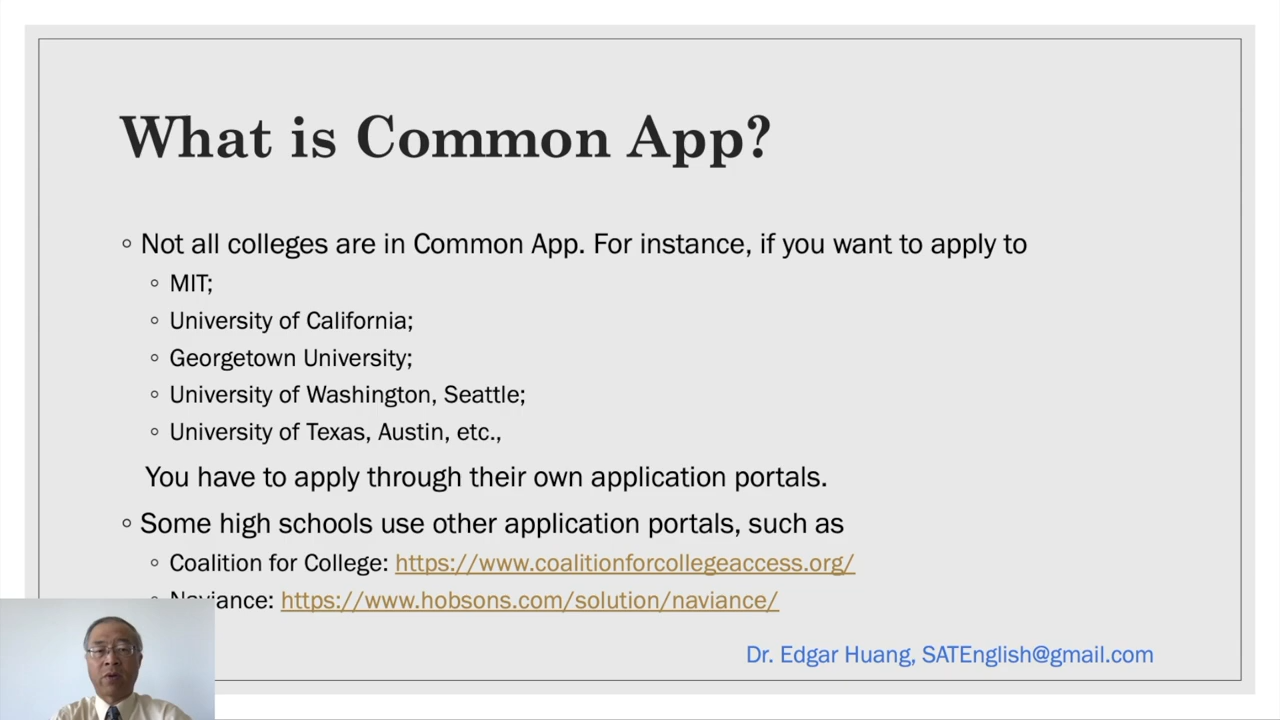 What is Common App?
Not all colleges are in Common App. For instance, if you want to apply to
MIT;
University of California;
Georgetown University;
University of Washington, Seattle;
University of Texas, Austin, etc.,
You have to apply through their own application portals.
Some high schools use other application portals, such as
Coalition for College: https://www.coalitionforcollegeaccess.org/
Naviance: https://www.hobsons.com/solution/naviance/
Dr. Edgar Huang, SATEnglish@gmail.com